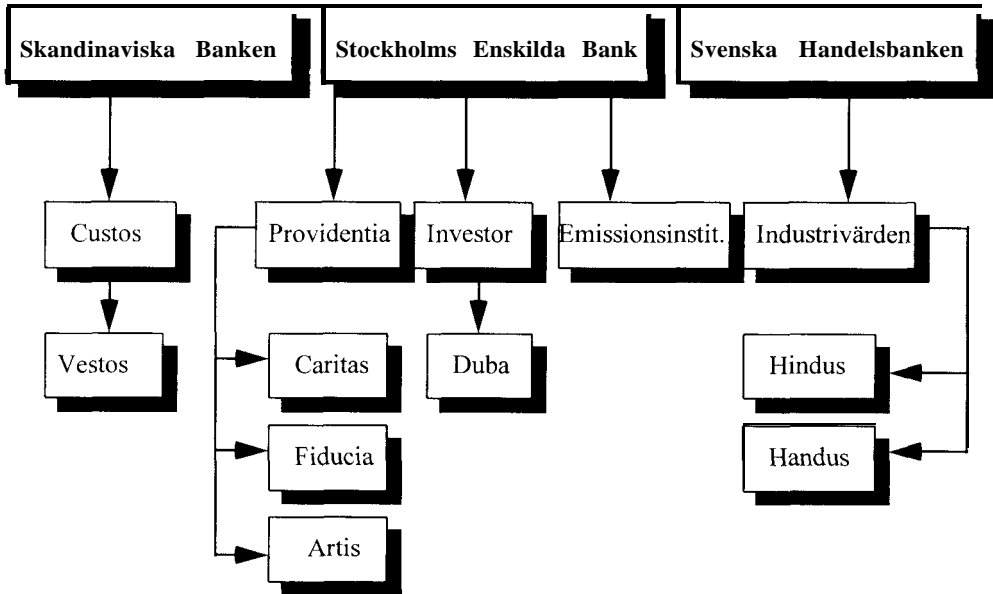 Skandinaviska Banken
Stockholms Enskilda Bank
Svenska Handelsbanken
Custos
Providentia
Investor
Emissionsinstit.
Industrivärden
Vestos
Caritas
Duba
Hindus
Fiducia
Handus
Artis